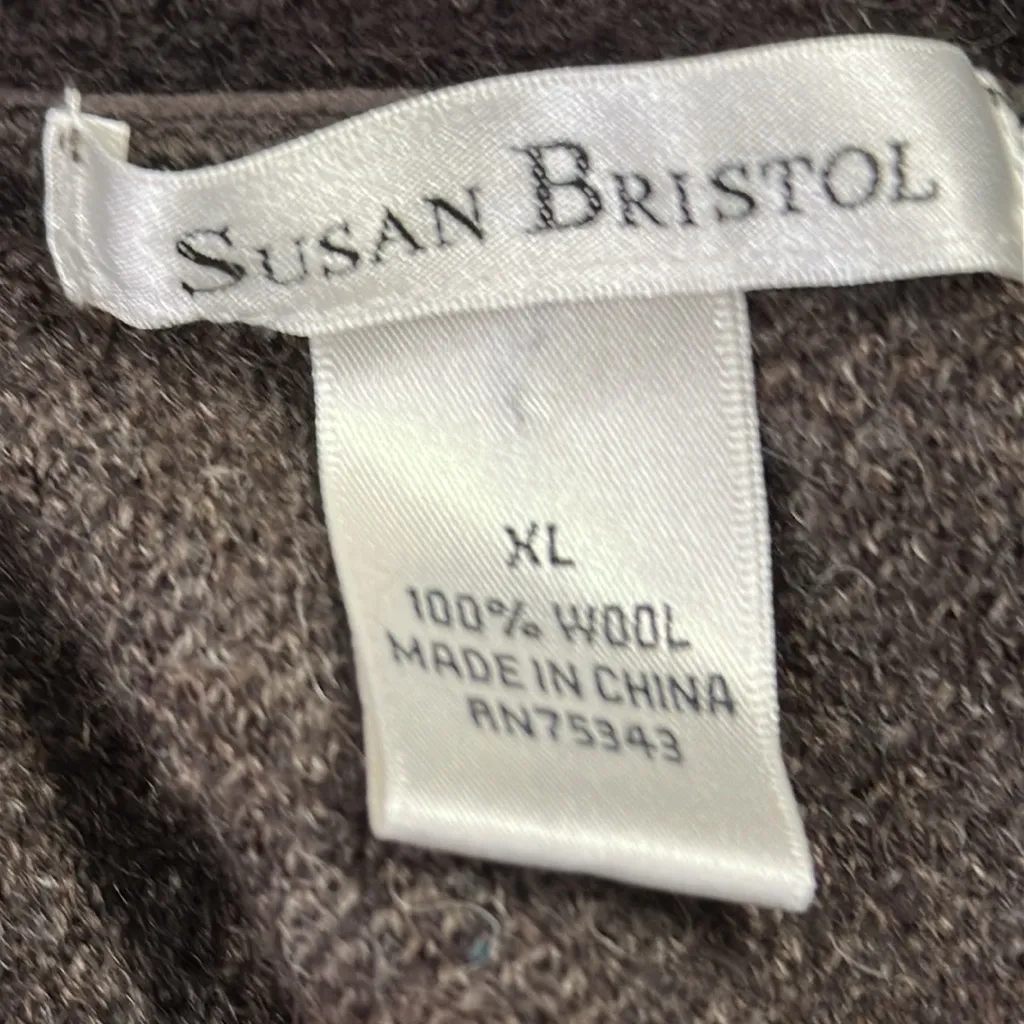 SUSAN BRISTOL
XL
100% WOOL
MADE IN CHINA
RN75343